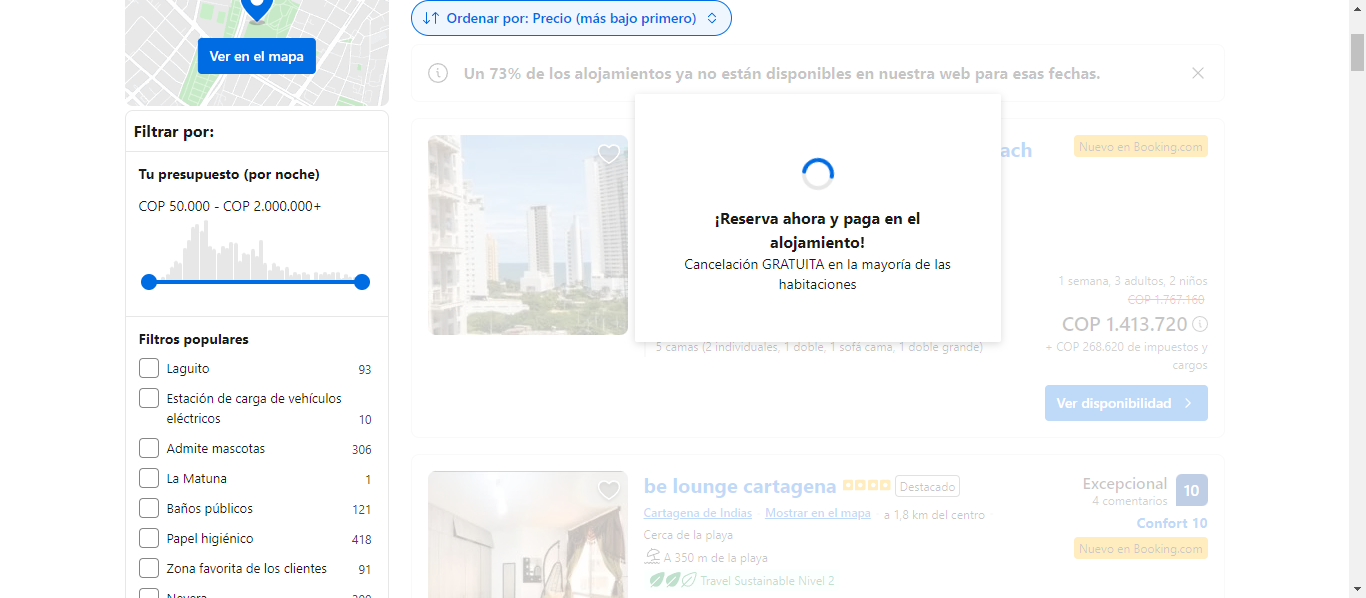 Ver en el mapa
Filtrar por:
Tu presupuesto (por noche)
COP 50.000 - COP 2.000.000+
Filtros populares
Laguito 93
Estación de carga de vehículos
eléctricos 10
Admite mascotas 306
La Matuna 1
Baños públicos 121
Papel higiénico 418
Zona favorita de los clientes 91
Ordenar por: Precio (más bajo primero)
Un 73% de los alojamientos ya no están disponibles en nuestra web para esas fechas.
ach
Nuevo en Booking.com
¡Reserva ahora y paga en el
alojamiento!
Cancelación GRATUITA en la mayoría de las
habitaciones
5 camas (2 individuales, 1 doble, 1 sofá cama, 1 doble grande)
1 semana, 3 adultos, 2 niños
COP 1.767.160
COP 1.413.720
+ COP 268.620 de impuestos y
cargos
Ver disponibilidad
be lounge cartagena Destacado
Cartagena de Indias Mostrar en el mapa a 1,8 km del centro
Cerca de la playa
A 350 m de la playa
Travel Sustainable Nivel 2
Excepcional 10
4 comentarios
Confort 10
Nuevo en Booking.com